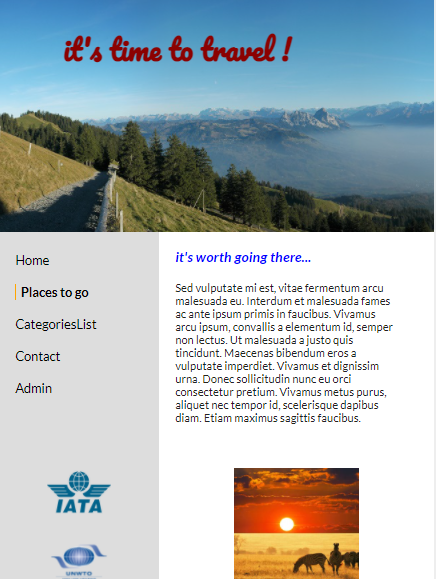 it's time to travel !
Home
Places to go
CategoriesList
Contact
Admin
IATA
UNWTO
it's worth going there...
Sed vulputate mi est, vitae fermentum arcu
malesuada eu. Interdum et malesuada fames
ac ante ipsum primis in faucibus. Vivamus
arcu ipsum, convallis a elementum id, semper
non lectus. Ut malesuada a justo quis
tincidunt. Maecenas bibendum eros a
vulputate imperdiet. Vivamus et dignissim
urna. Donec sollicitudin nunc eu orci
consectetur pretium. Vivamus metus purus,
aliquet nec tempor id, scelerisque dapibus
diam. Etiam maximus sagittis faucibus.